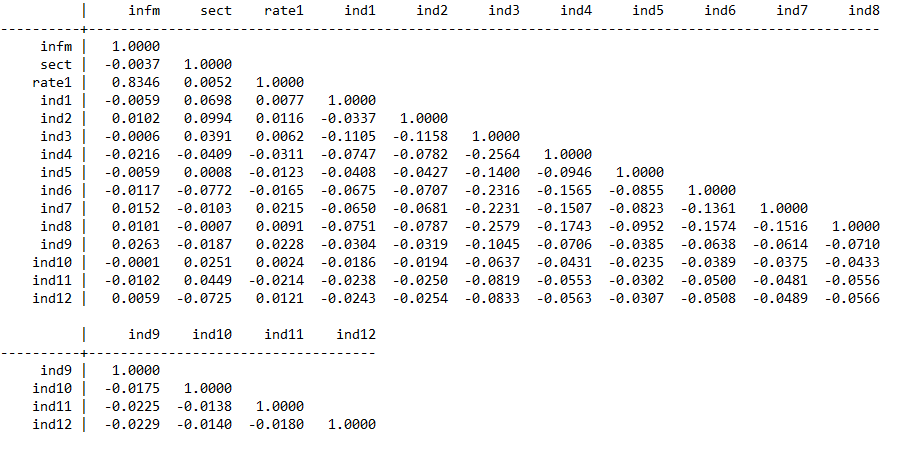 |     infm     sect    rate1     ind1     ind2     ind3     ind4     ind5     ind6     ind7     ind8
-------------+---------------------------------------------------------------------------------------------------
        infm |   1.0000
        sect |  -0.0037   1.0000
       rate1 |   0.8346   0.0052   1.0000
        ind1 |  -0.0059   0.0698   0.0077   1.0000
        ind2 |   0.0102   0.0994   0.0116  -0.0337   1.0000
        ind3 |  -0.0006   0.0391   0.0062  -0.1105  -0.1158   1.0000
        ind4 |  -0.0216  -0.0409  -0.0311  -0.0747  -0.0782  -0.2564   1.0000
        ind5 |  -0.0059   0.0008  -0.0123  -0.0408  -0.0427  -0.1400  -0.0946   1.0000
        ind6 |  -0.0117  -0.0772  -0.0165  -0.0675  -0.0707  -0.2316  -0.1565  -0.0855   1.0000
        ind7 |   0.0152  -0.0103   0.0215  -0.0650  -0.0681  -0.2231  -0.1507  -0.0823  -0.1361   1.0000
        ind8 |   0.0101  -0.0007   0.0091  -0.0751  -0.0787  -0.2579  -0.1743  -0.0952  -0.1574  -0.1516   1.0000
        ind9 |   0.0263  -0.0187   0.0228  -0.0304  -0.0319  -0.1045  -0.0706  -0.0385  -0.0638  -0.0614  -0.0710
       ind10 |  -0.0001   0.0251   0.0024  -0.0186  -0.0194  -0.0637  -0.0431  -0.0235  -0.0389  -0.0375  -0.0433
       ind11 |  -0.0102   0.0449  -0.0214  -0.0238  -0.0250  -0.0819  -0.0553  -0.0302  -0.0500  -0.0481  -0.0556
       ind12 |   0.0059  -0.0725   0.0121  -0.0243  -0.0254  -0.0833  -0.0563  -0.0307  -0.0508  -0.0489  -0.0566
             |     ind9    ind10    ind11    ind12
-------------+------------------------------------
        ind9 |   1.0000
       ind10 |  -0.0175   1.0000
       ind11 |  -0.0225  -0.0138   1.0000
       ind12 |  -0.0229  -0.0140  -0.0180   1.0000